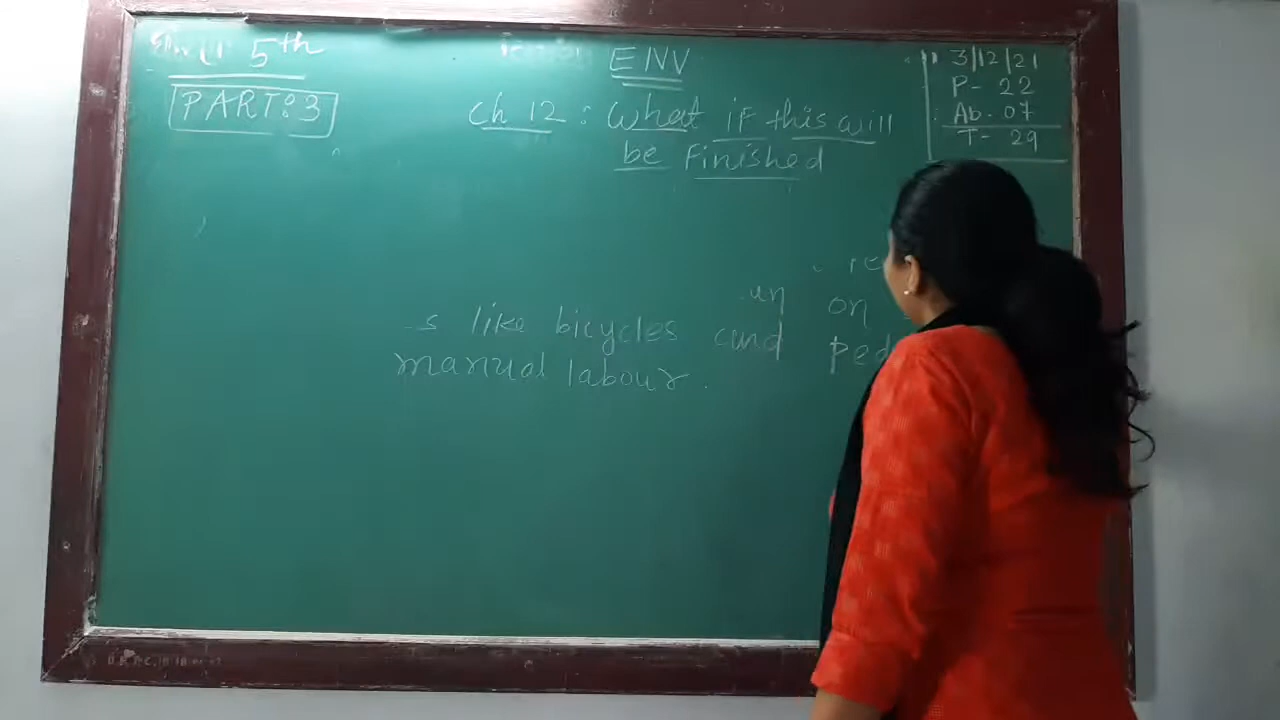 5th
ENV
3/12/21
PART:3
P- 22
Ch 12 : What if this will
Ab. 07
be Finished
T- 29
on
like bicycles and
manual labour.